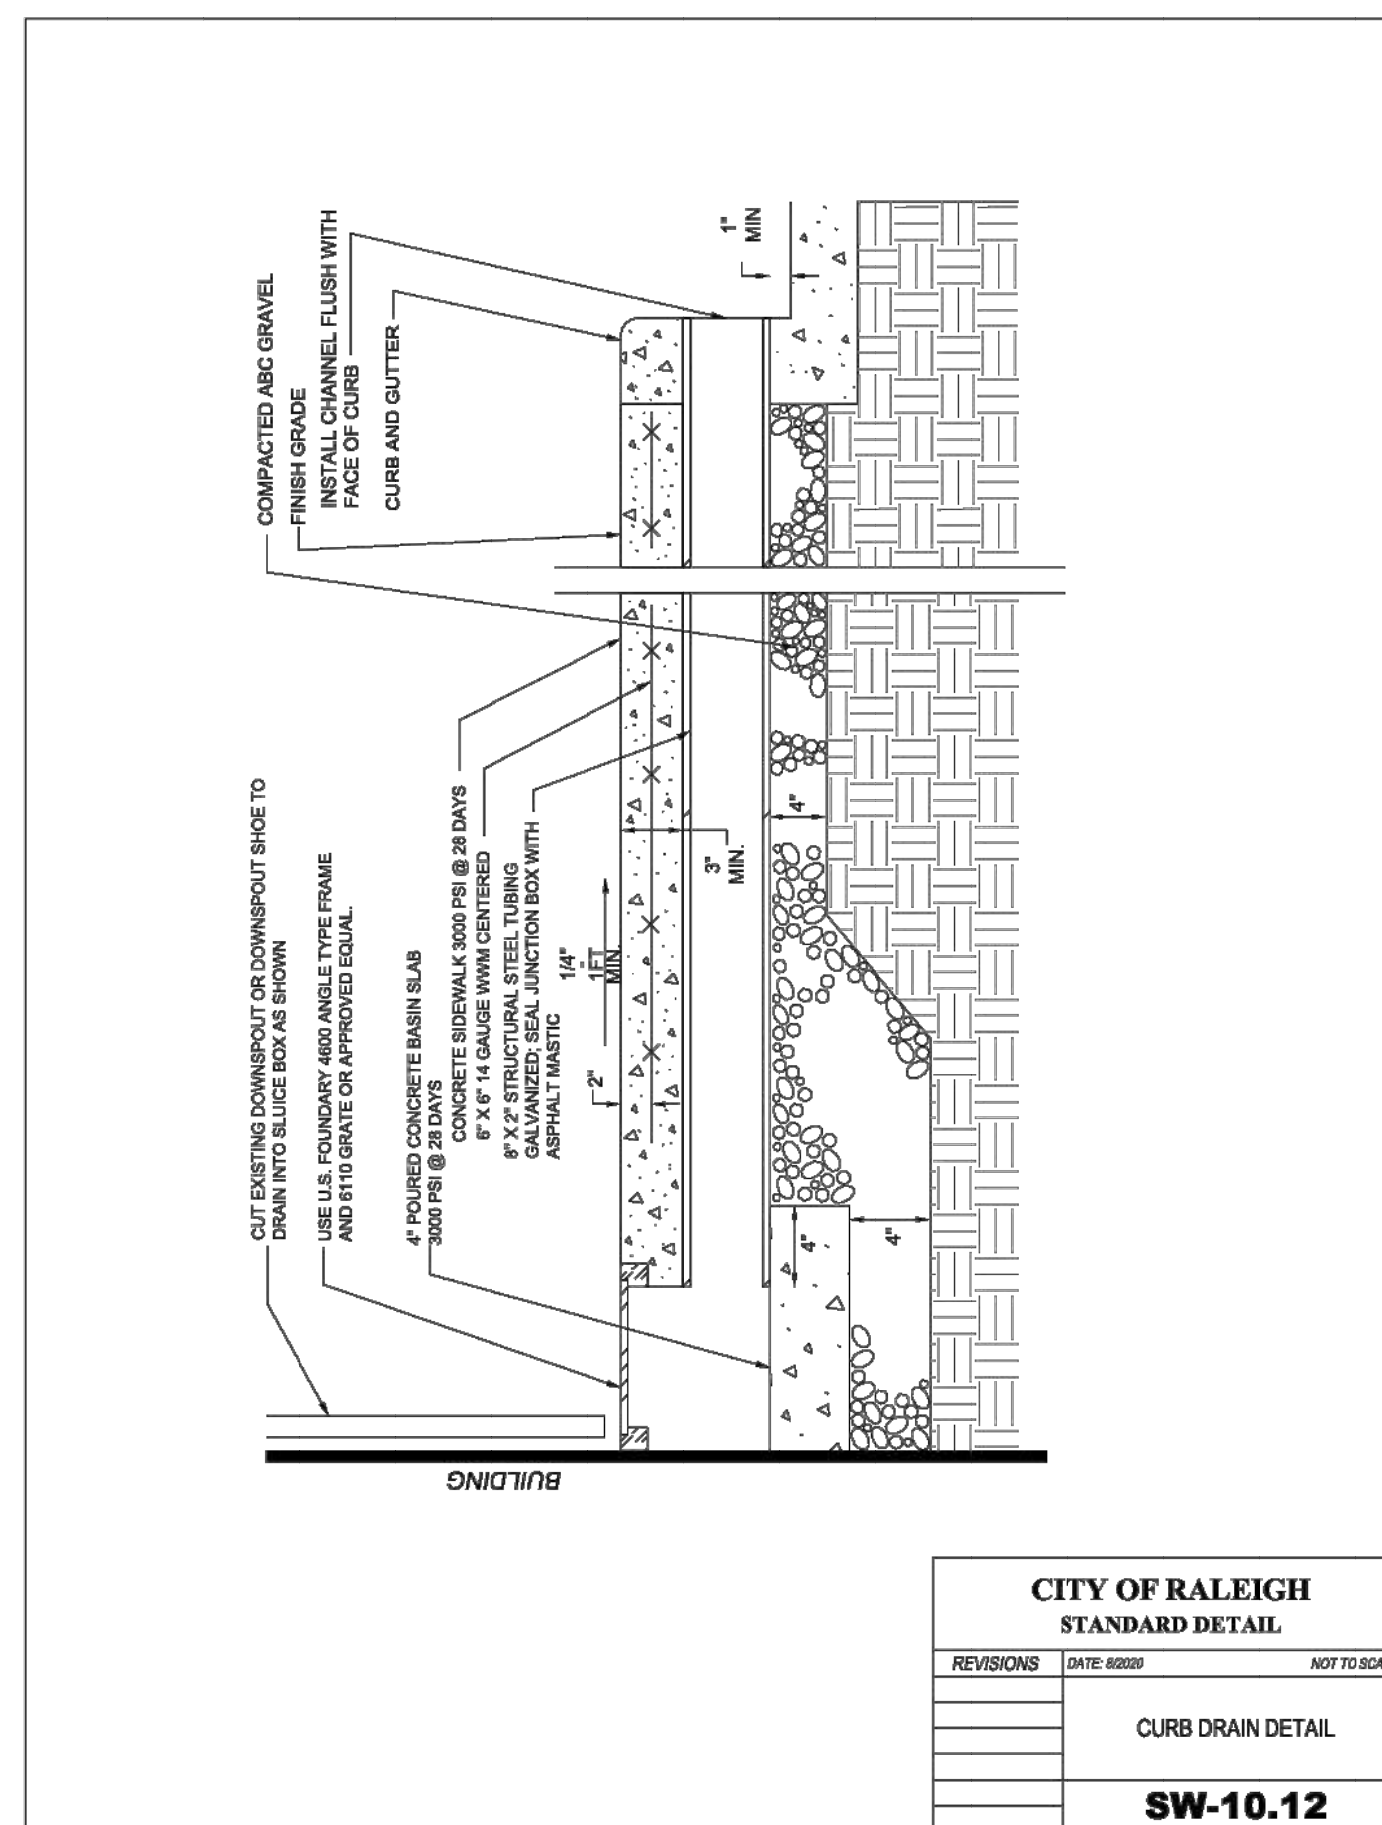 COMPACTED ABC GRAVEL
FINISH GRADE
INSTALL CHANNEL FLUSH WITH
FACE OF CURB
CURB AND GUTTER
1"
MIN
CUT EXISTING DOWNSPOUT OR DOWNSPOUT SHOE TO
DRAIN INTO SLUICE BOX AS SHOWN
USE U.S. FOUNDARY 4600 ANGLE TYPE FRAME
AND 6110 GRATE OR APPROVED EQUAL.
4" POURED CONCRETE BASIN SLAB
3000 PSI @ 28 DAYS
CONCRETE SIDEWALK 3000 PSI @ 28 DAYS
6" X 6" 14 GAUGE WWM CENTERED
8" X 2" STRUCTURAL STEEL TUBING
GALVANIZED; SEAL JUNCTION BOX WITH
ASPHALT MASTIC
1/4"
1FT
MIN.
2"
3"
MIN.
4"
4"
4"
BUILDING
CITY OF RALEIGH
STANDARD DETAIL
REVISIONS
DATE: 8/2020
NOT TO SCA
CURB DRAIN DETAIL
SW-10.12